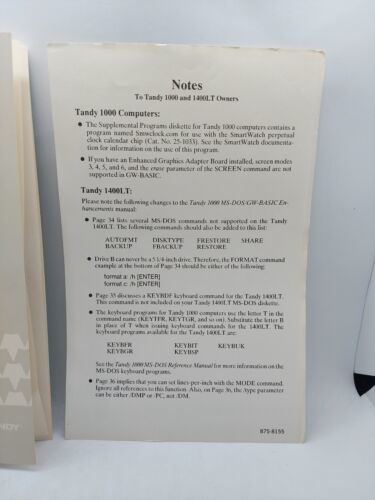 Notes
To Tandy 1000 and 1400LT Owners
Tandy 1000 Computers:
● The Supplemental Programs diskette for Tandy 1000 computers contains a
program named Smwclock.com for use with the SmartWatch perpetual
clock calendar chip (Cat. No. 25-1033). See the SmartWatch documenta-
tion for information on the use of this program.
● If you have an Enhanced Graphics Adapter Board installed, screen modes
3, 4, 5, and 6, and the erase parameter of the SCREEN command are not
supported in GW-BASIC.
Tandy 1400LT:
Please note the following changes to the Tandy 1000 MS-DOS/GW-BASIC En-
hancements manual:
● Page 34 lists several MS-DOS commands not supported on the Tandy
1400LT. The following commands should also be added to this list:
AUTOFMT DISKTYPE FRESTORE SHARE
BACKUP FBACKUP RESTORE
● Drive B can never be a 5 1/4-inch drive. Therefore, the FORMAT command
example at the bottom of Page 34 should be either of the following:
format a: /h [ENTER]
format c: /h [ENTER]
● Page 35 discusses a KEYBDF keyboard command for the Tandy 1400LT.
This command is not included on your Tandy 1400LT MS-DOS diskette.
● The keyboard programs for Tandy 1000 computers use the letter T in the
command name (KEYTFR, KEYTGR, and so on). Substitute the letter B
in place of T when issuing keyboard commands for the 1400LT. The
keyboard programs available for the Tandy 1400LT are:
KEYBFR KEYBIT KEYBUK
KEYBGR KEYBSP
See the Tandy 1000 MS-DOS Reference Manual for more information on the
MS-DOS keyboard programs.
● Page 36 implies that you can set lines-per-inch with the MODE command.
Ignore all references to this function. Also, on Page 36, the /type parameter
can be either /DMP or /PC, not /DM.
875-8155
NDY